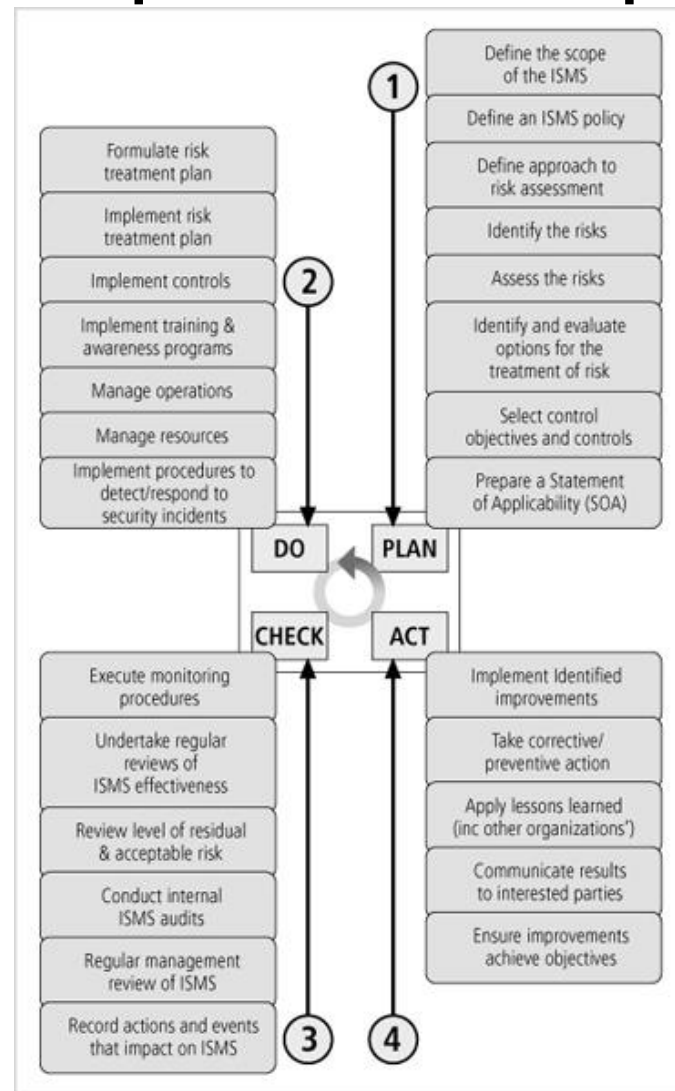 1
Define the scope
of the ISMS
Define an ISMS policy
Define approach to
risk assessment
Identify the risks
Assess the risks
Identify and evaluate
options for the
treatment of risk
Select control
objectives and controls
Prepare a Statement
of Applicability (SOA)
PLAN
2
Formulate risk
treatment plan
Implement risk
treatment plan
Implement controls
Implement training &
awareness programs
Manage operations
Manage resources
Implement procedures to
detect/respond to
security incidents
DO
CHECK
Execute monitoring
procedures
Undertake regular
reviews of
ISMS effectiveness
Review level of residual
& acceptable risk
Conduct internal
ISMS audits
Regular management
review of ISMS
Record actions and events
that impact on ISMS
3
ACT
Implement Identified
improvements
Take corrective/
preventive action
Apply lessons learned
(inc other organizations')
Communicate results
to interested parties
Ensure improvements
achieve objectives
4